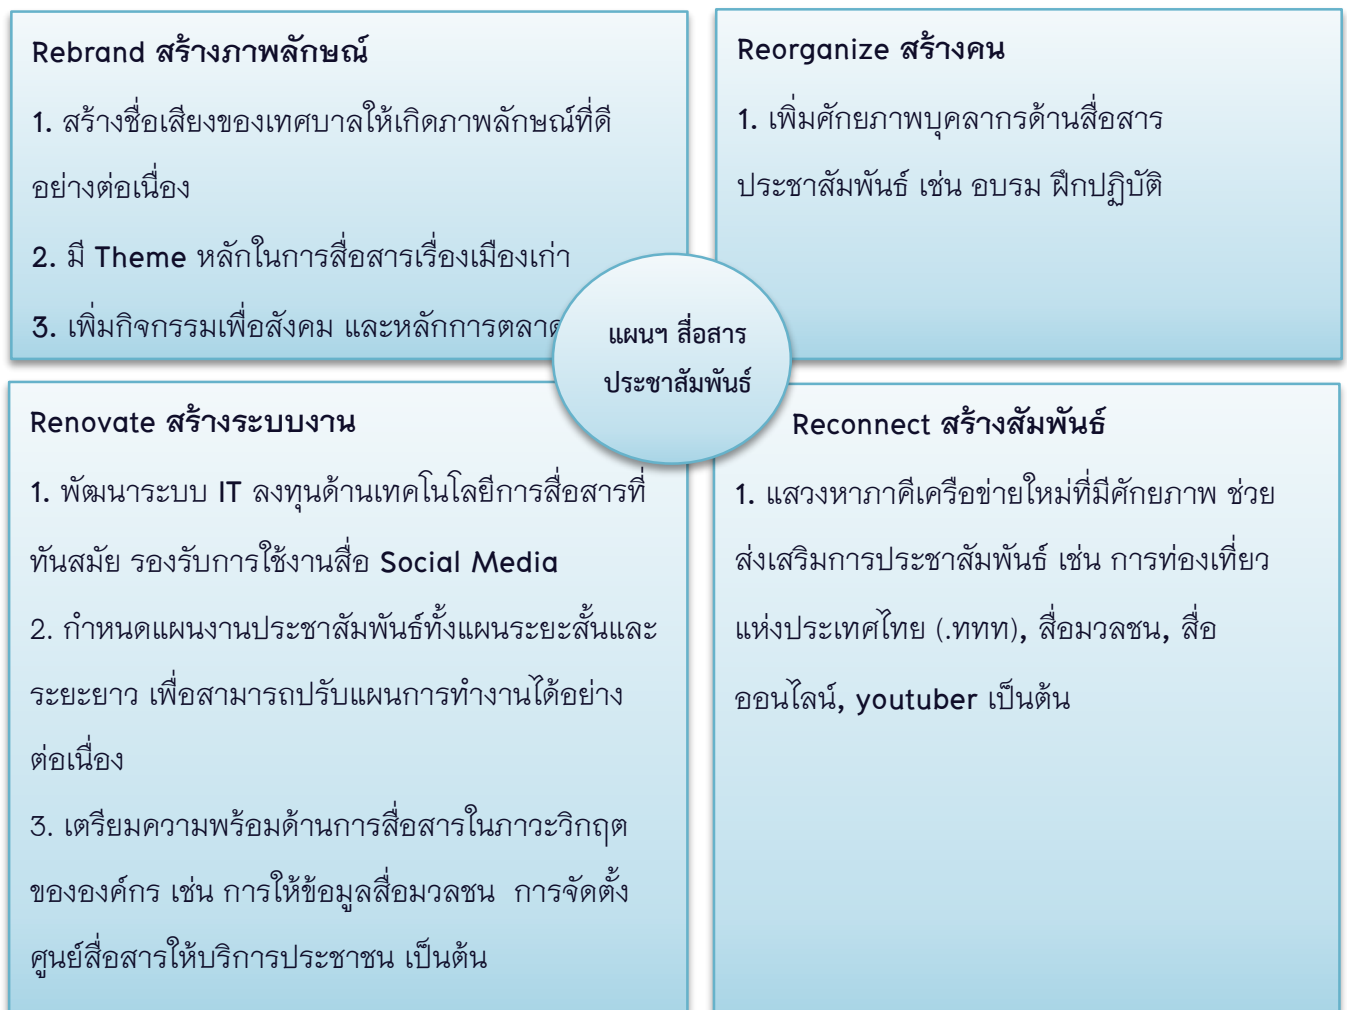 Rebrand สร้างภาพลักษณ์
1. สร้างชื่อเสียงของเทศบาลให้เกิดภาพลักษณ์ที่ดี
อย่างต่อเนื่อง
2. มี Theme หลักในการสื่อสารเรื่องเมืองเก่า
3. เพิ่มกิจกรรมเพื่อสังคม และหลักการตลาด
Reorganize สร้างคน
1. เพิ่มศักยภาพบุคลากรด้านสื่อสาร
ประชาสัมพันธ์ เช่น อบรม ฝึกปฏิบัติ
แผนฯ สื่อสาร
ประชาสัมพันธ์
Renovate สร้างระบบงาน
1. พัฒนาระบบ IT ลงทุนด้านเทคโนโลยีการสื่อสารที่
ทันสมัย รองรับการใช้งานสื่อ Social Media
2. กำหนดแผนงานประชาสัมพันธ์ทั้งแผนระยะสั้นและ
ระยะยาว เพื่อสามารถปรับแผนการทำงานได้อย่าง
ต่อเนื่อง
3. เตรียมความพร้อมด้านการสื่อสารในภาวะวิกฤต
ขององค์กร เช่น การให้ข้อมูลสื่อมวลชน  การจัดตั้ง
ศูนย์สื่อสารให้บริการประชาชน เป็นต้น
Reconnect สร้างสัมพันธ์
1. แสวงหาภาคีเครือข่ายใหม่ที่มีศักยภาพ ช่วย
ส่งเสริมการประชาสัมพันธ์ เช่น การท่องเที่ยว
แห่งประเทศไทย (.ททท), สื่อมวลชน, สื่อ
ออนไลน์, youtuber เป็นต้น